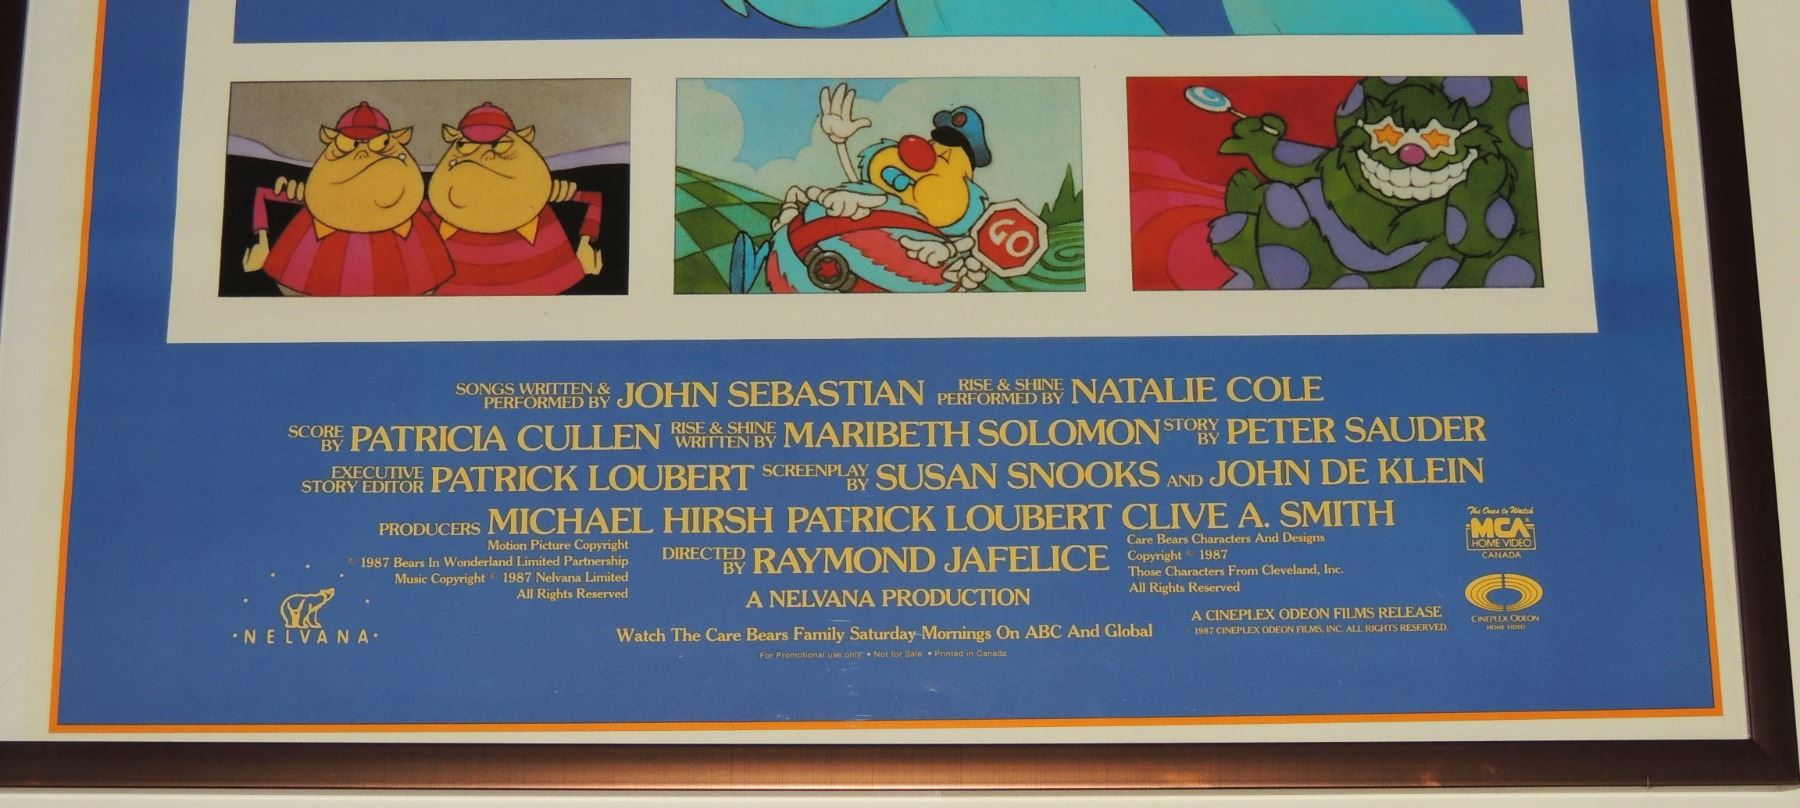 GO
SONGS WRITTEN & PERFORMED BY JOHN SEBASTIAN RISE & SHINE PERFORMED BY NATALIE COLE
SCORE BY PATRICIA CULLEN RISE & SHINE WRITTEN BY MARIBETH SOLOMON STORY BY PETER SAUDER
EXECUTIVE STORY EDITOR PATRICK LOUBERT SCREENPLAY BY SUSAN SNOOKS AND JOHN DE KLEIN
PRODUCERS MICHAEL HIRSH PATRICK LOUBERT CLIVE A. SMITH
Motion Picture Copyright
© 1987 Bears In Wonderland Limited Partnership
Music Copyright © 1987 Nelvana Limited
All Rights Reserved
DIRECTED BY RAYMOND JAFELICE
Care Bears Characters And Designs
Copyright © 1987
Those Characters From Cleveland, Inc.
All Rights Reserved
The Ones to Watch
MCA®
HOME VIDEO
CANADA
A NELVANA PRODUCTION
A CINEPLEX ODEON FILMS RELEASE
© 1987 CINEPLEX ODEON FILMS, INC. ALL RIGHTS RESERVED.
CINEPLEX ODEON
HOME VIDEO
• NELVANA •
Watch The Care Bears Family Saturday Mornings On ABC And Global
For Promotional use only • Not for Sale • Printed in Canada